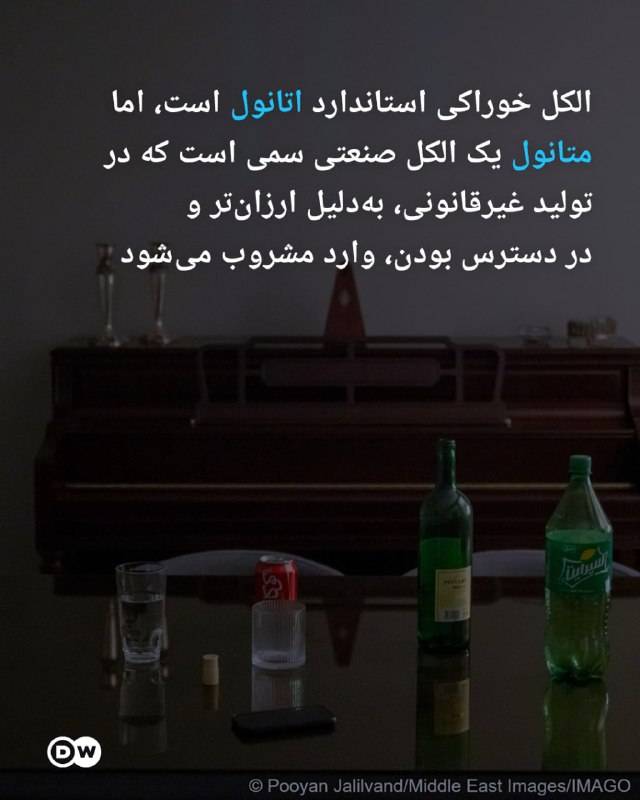 الکل خوراکی استاندارد اتانول است، اما
متانول یک الکل صنعتی سمی است که در
تولید غیرقانونی، به‌دلیل ارزان‌تر و
در دسترس بودن، وارد مشروب می‌شود
DW
© Pooyan Jalilvand/Middle East Images/IMAGO